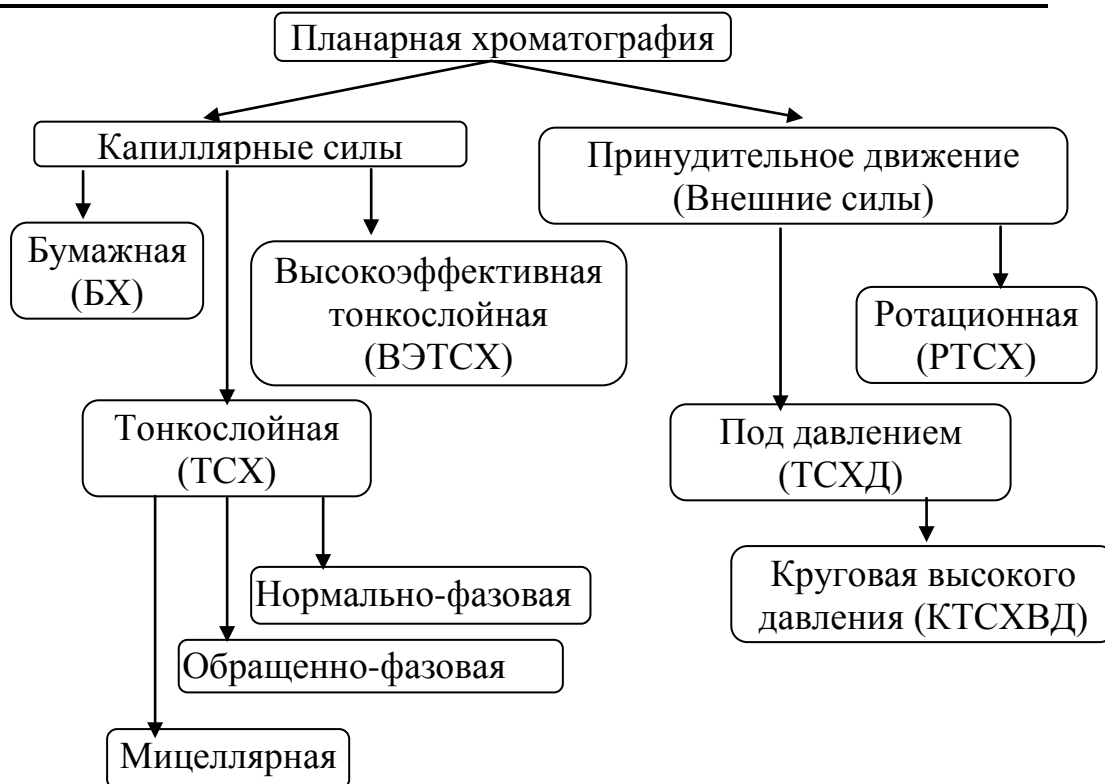 Планарная хроматография
Капиллярные силы
Принудительное движение
(Внешние силы)
Бумажная
(БХ)
Высокоэффективная
тонкослойная
(ВЭТСХ)
Ротационная
(РТСХ)
Тонкослойная
(ТСХ)
Под давлением
(ТСХД)
Нормально-фазовая
Круговая высокого
давления (КТСХВД)
Обращенно-фазовая
Мицеллярная